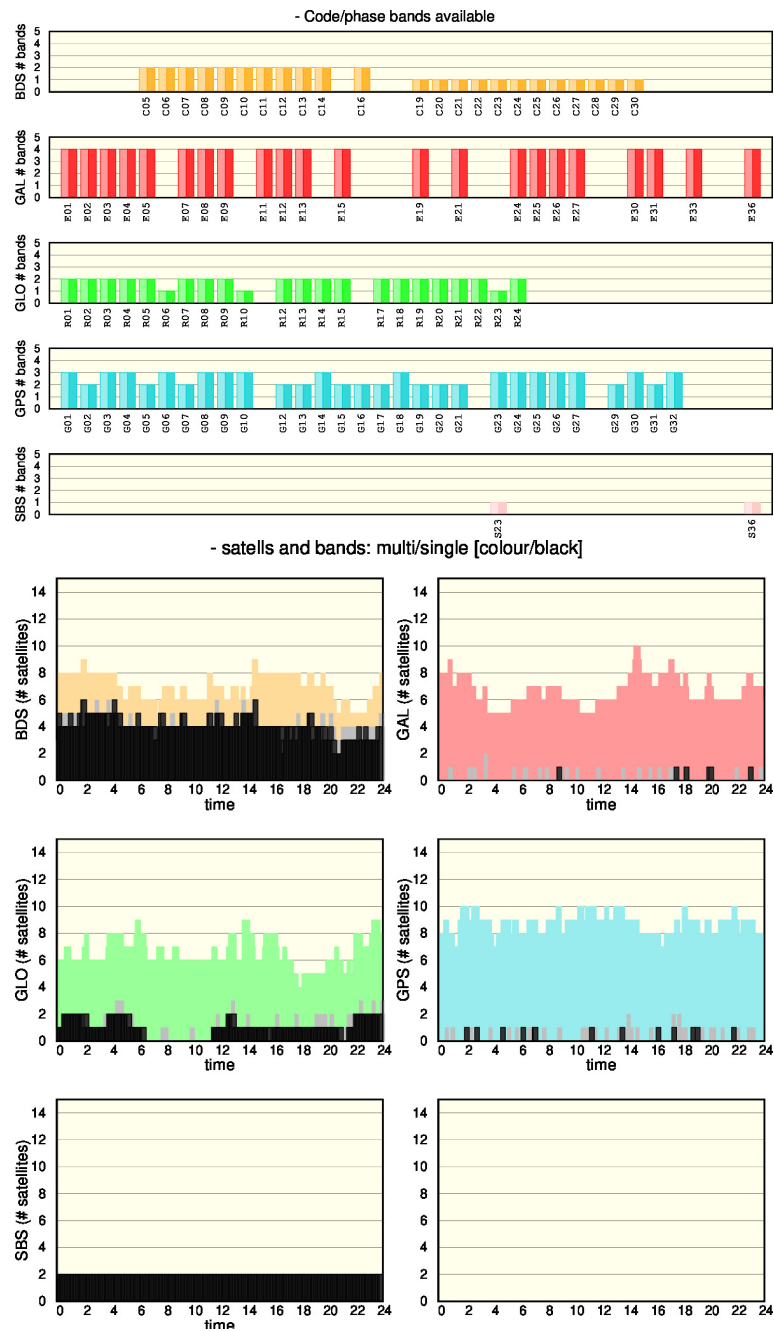 - Code/phase bands available
BDS # bands
5
4
3
2
1
0
C05 C06 C07 C08 C09 C10 C11 C12 C13 C14 C16 C19 C20 C21 C22 C23 C24 C25 C26 C27 C28 C29 C30
GAL # bands
5
4
3
2
1
0
E01 E02 E03 E04 E05 E07 E08 E09 E11 E12 E13 E15 E19 E21 E24 E25 E26 E27 E30 E31 E33 E36
GLO # bands
5
4
3
2
1
0
R01 R02 R03 R04 R05 R06 R07 R08 R09 R10 R12 R13 R14 R15 R17 R18 R19 R20 R21 R22 R23 R24
GPS # bands
5
4
3
2
1
0
G01 G02 G03 G04 G05 G06 G07 G08 G09 G10 G12 G13 G14 G15 G16 G17 G18 G19 G20 G21 G23 G24 G25 G26 G27 G29 G30 G31 G32
SBS # bands
5
4
3
2
1
0
S23 S36
- satells and bands: multi/single [colour/black]
BDS (# satellites)
14
12
10
8
6
4
2
0
0 2 4 6 8 10 12 14 16 18 20 22 24
time
GAL (# satellites)
14
12
10
8
6
4
2
0
0 2 4 6 8 10 12 14 16 18 20 22 24
time
GLO (# satellites)
14
12
10
8
6
4
2
0
0 2 4 6 8 10 12 14 16 18 20 22 24
time
GPS (# satellites)
14
12
10
8
6
4
2
0
0 2 4 6 8 10 12 14 16 18 20 22 24
time
SBS (# satellites)
14
12
10
8
6
4
2
0
0 2 4 6 8 10 12 14 16 18 20 22 24
time
14
12
10
8
6
4
2
0
0 2 4 6 8 10 12 14 16 18 20 22 24